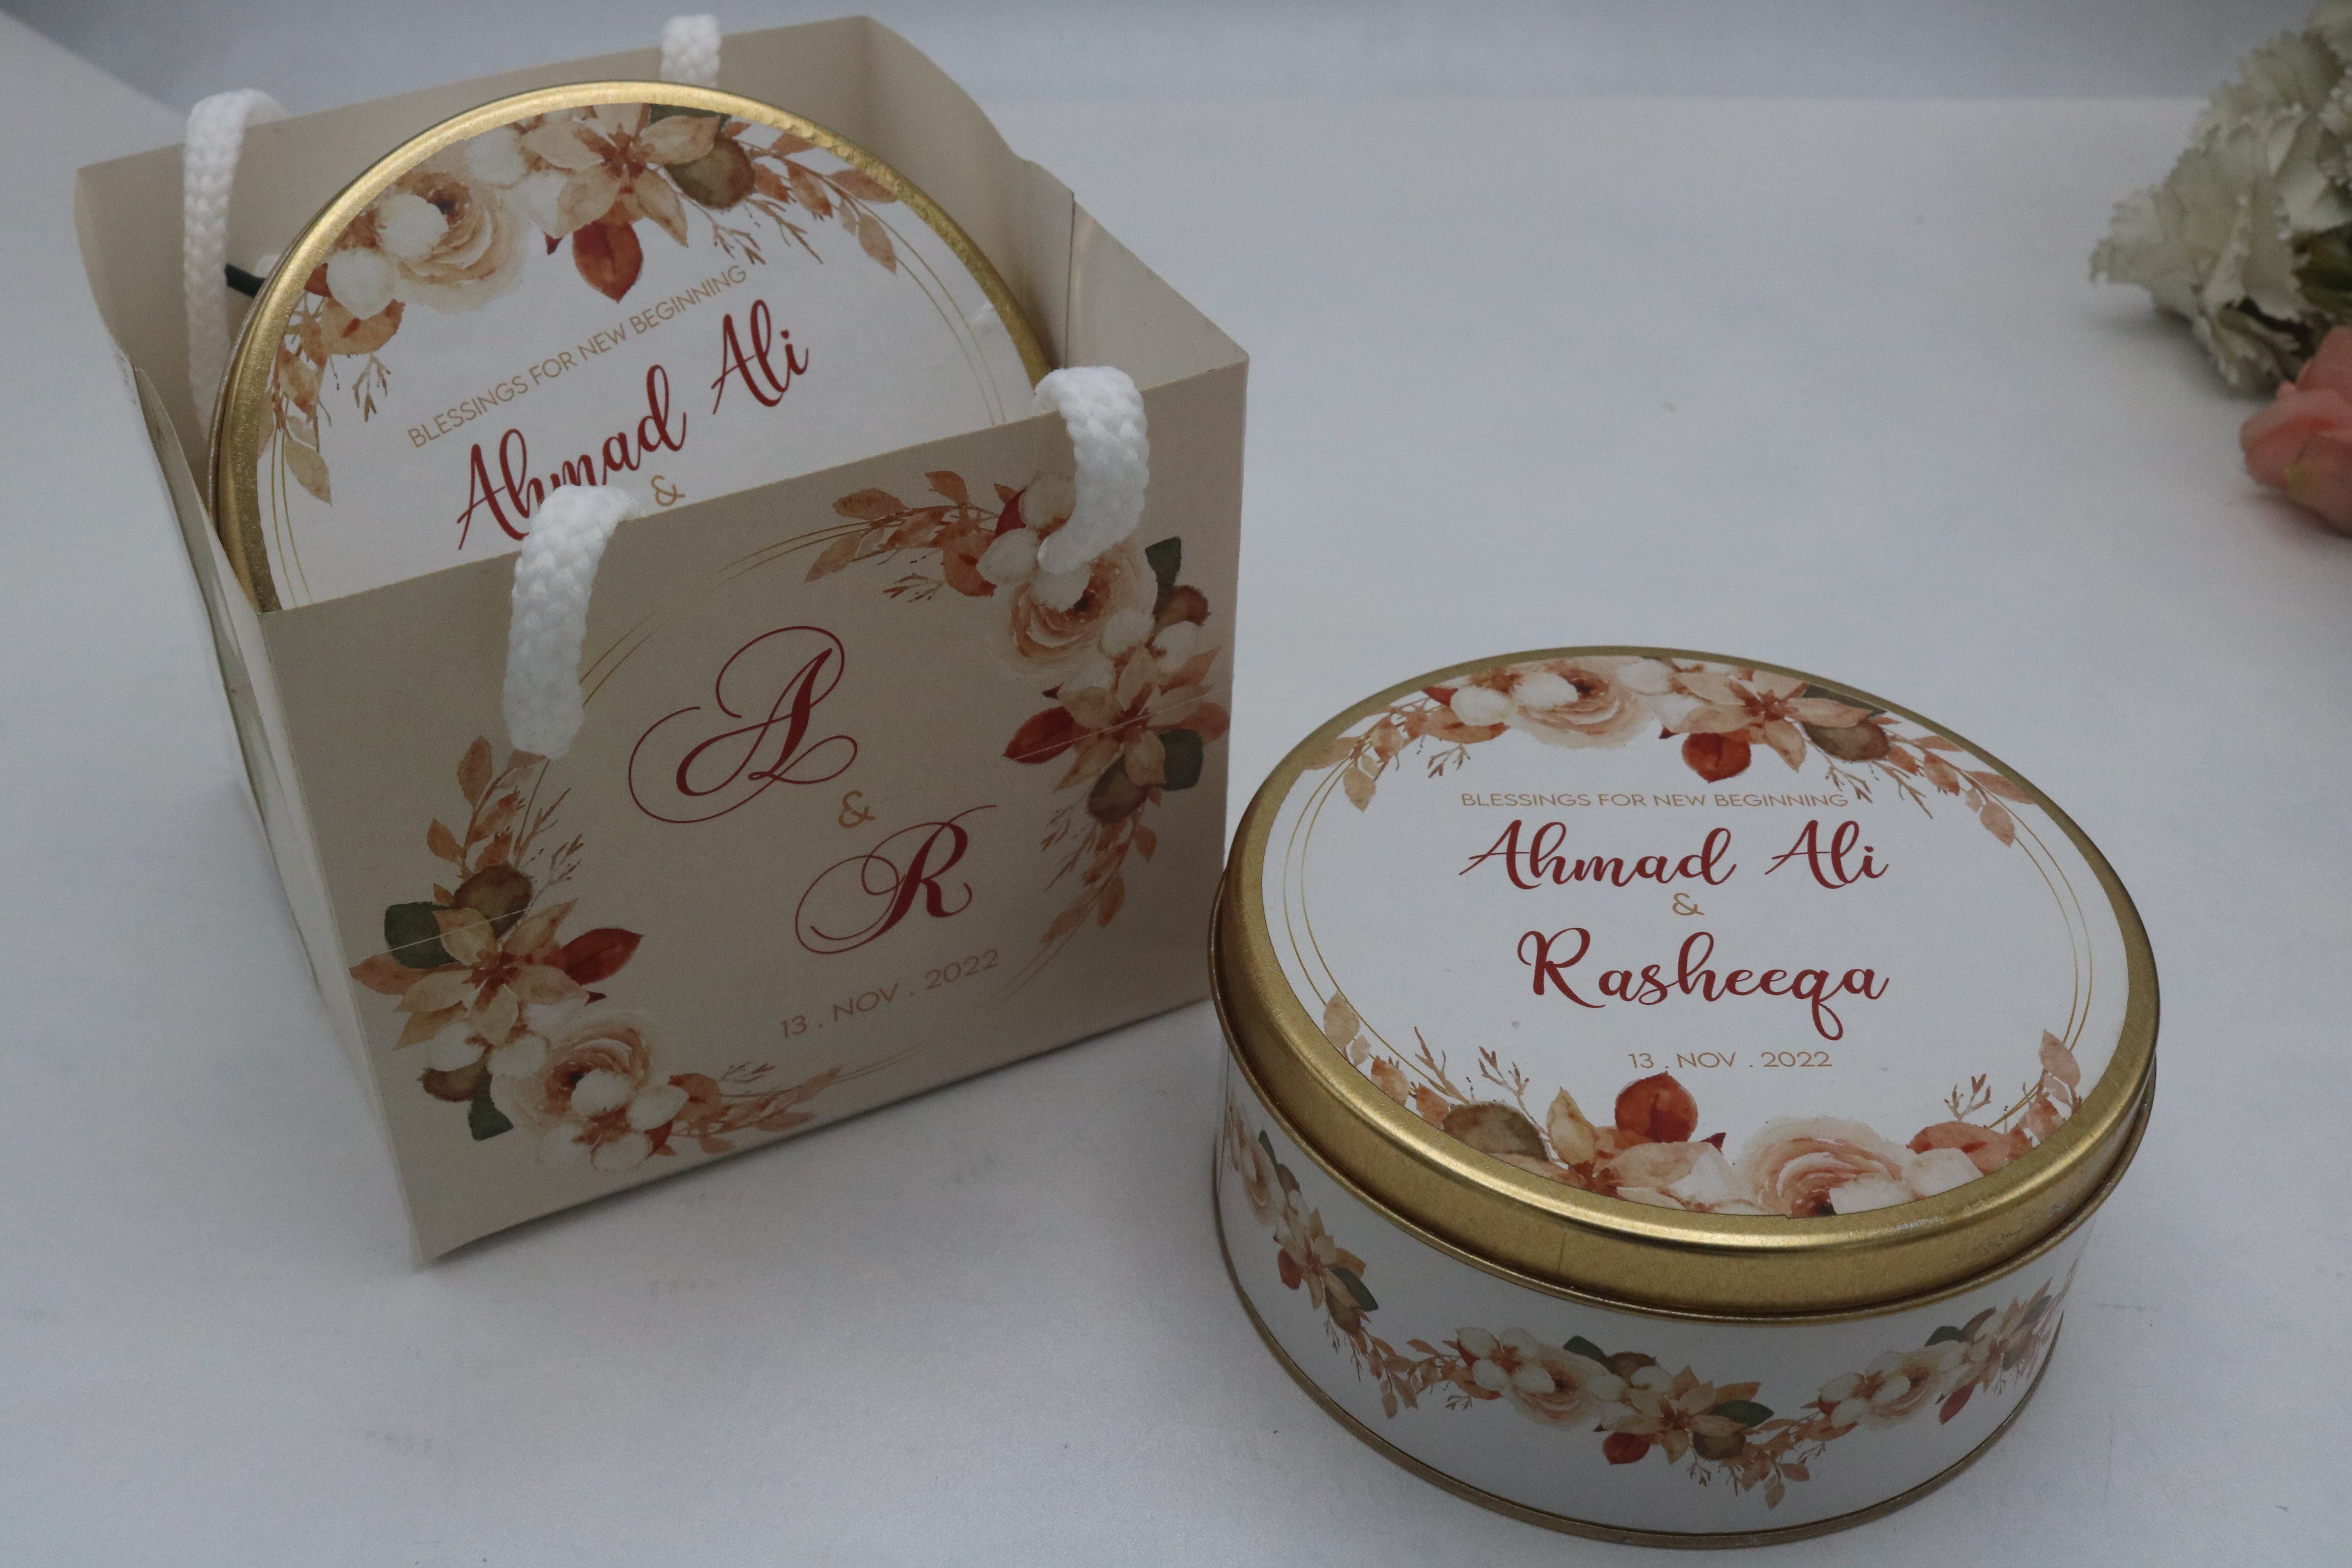 BLESSINGS FOR NEW BEGINNING
Ahmad Ali
&
A
&
R
13 . NOV . 2022
BLESSINGS FOR NEW BEGINNING
Ahmad Ali
&
Rasheeqa
13 . NOV . 2022